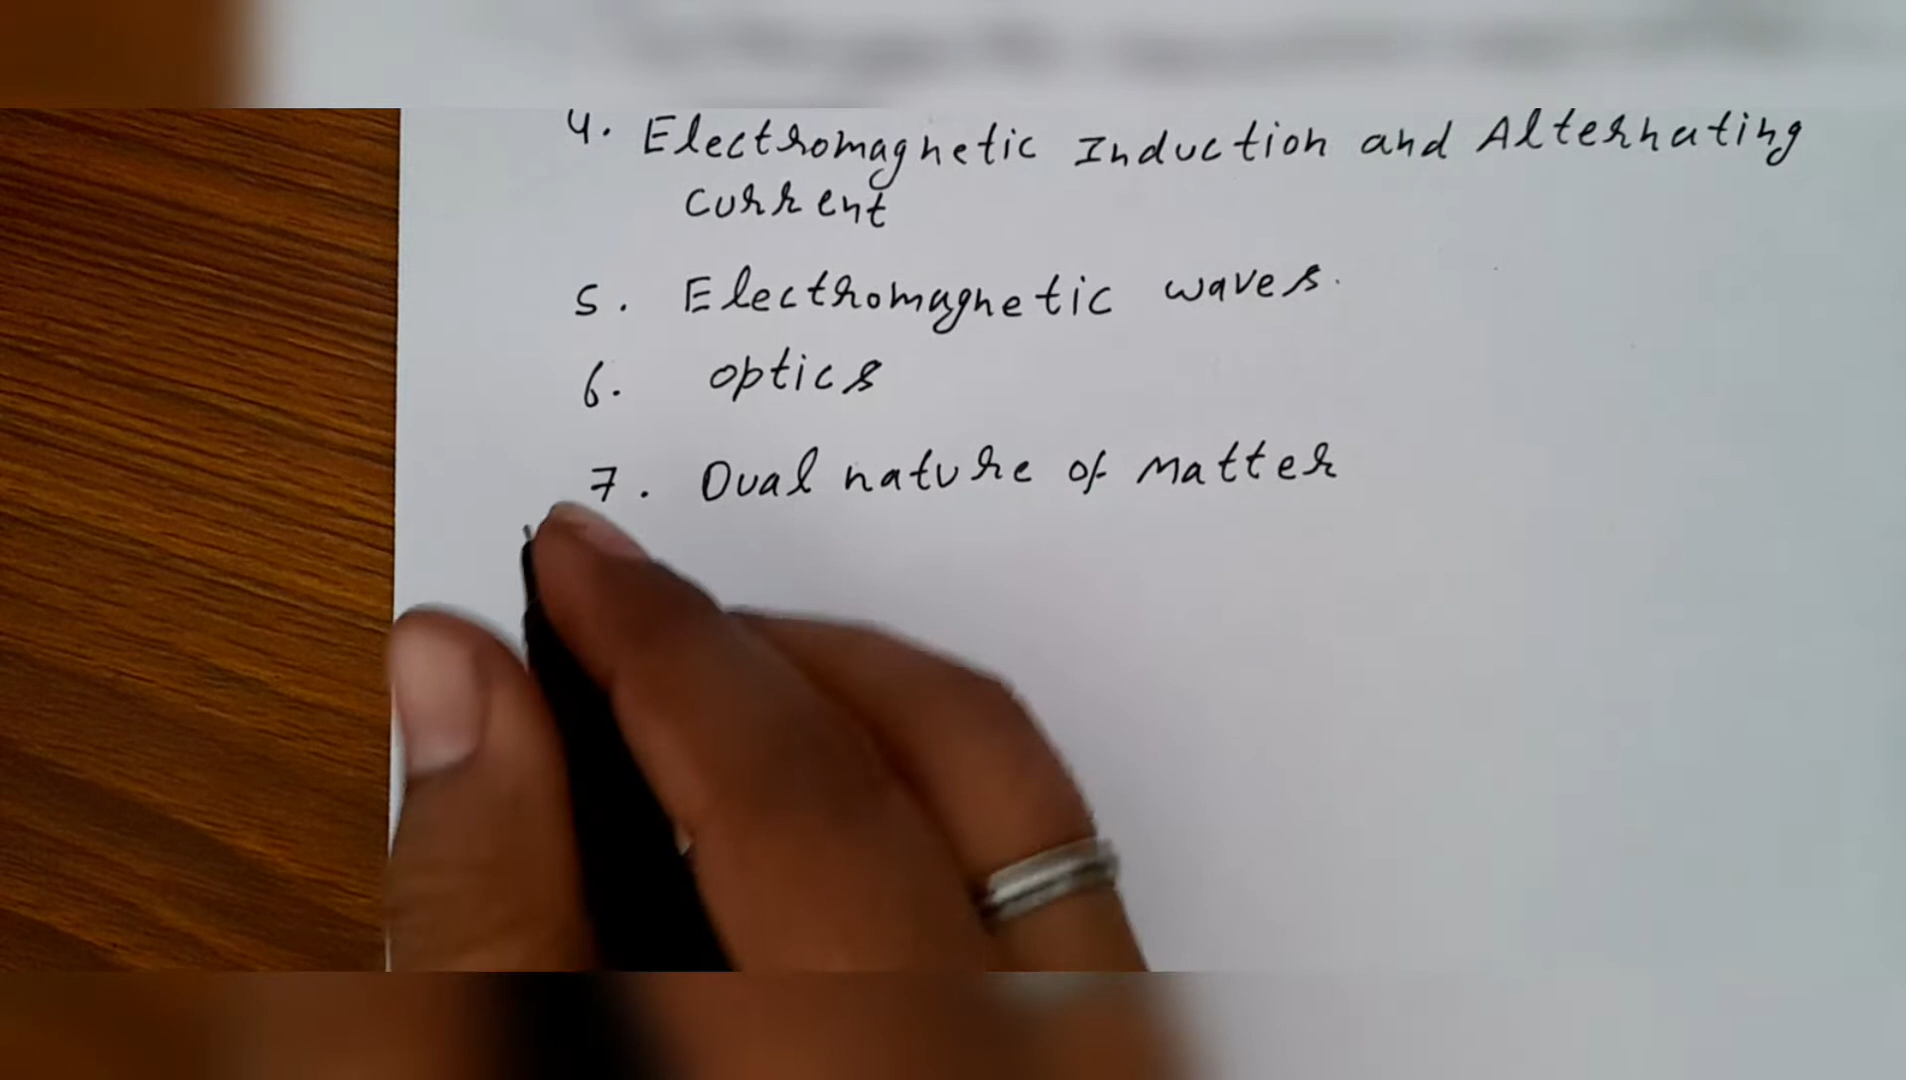 4. Electromagnetic Induction and Alternating
current
5. Electromagnetic waves.
6. optics
7. Dual nature of Matter